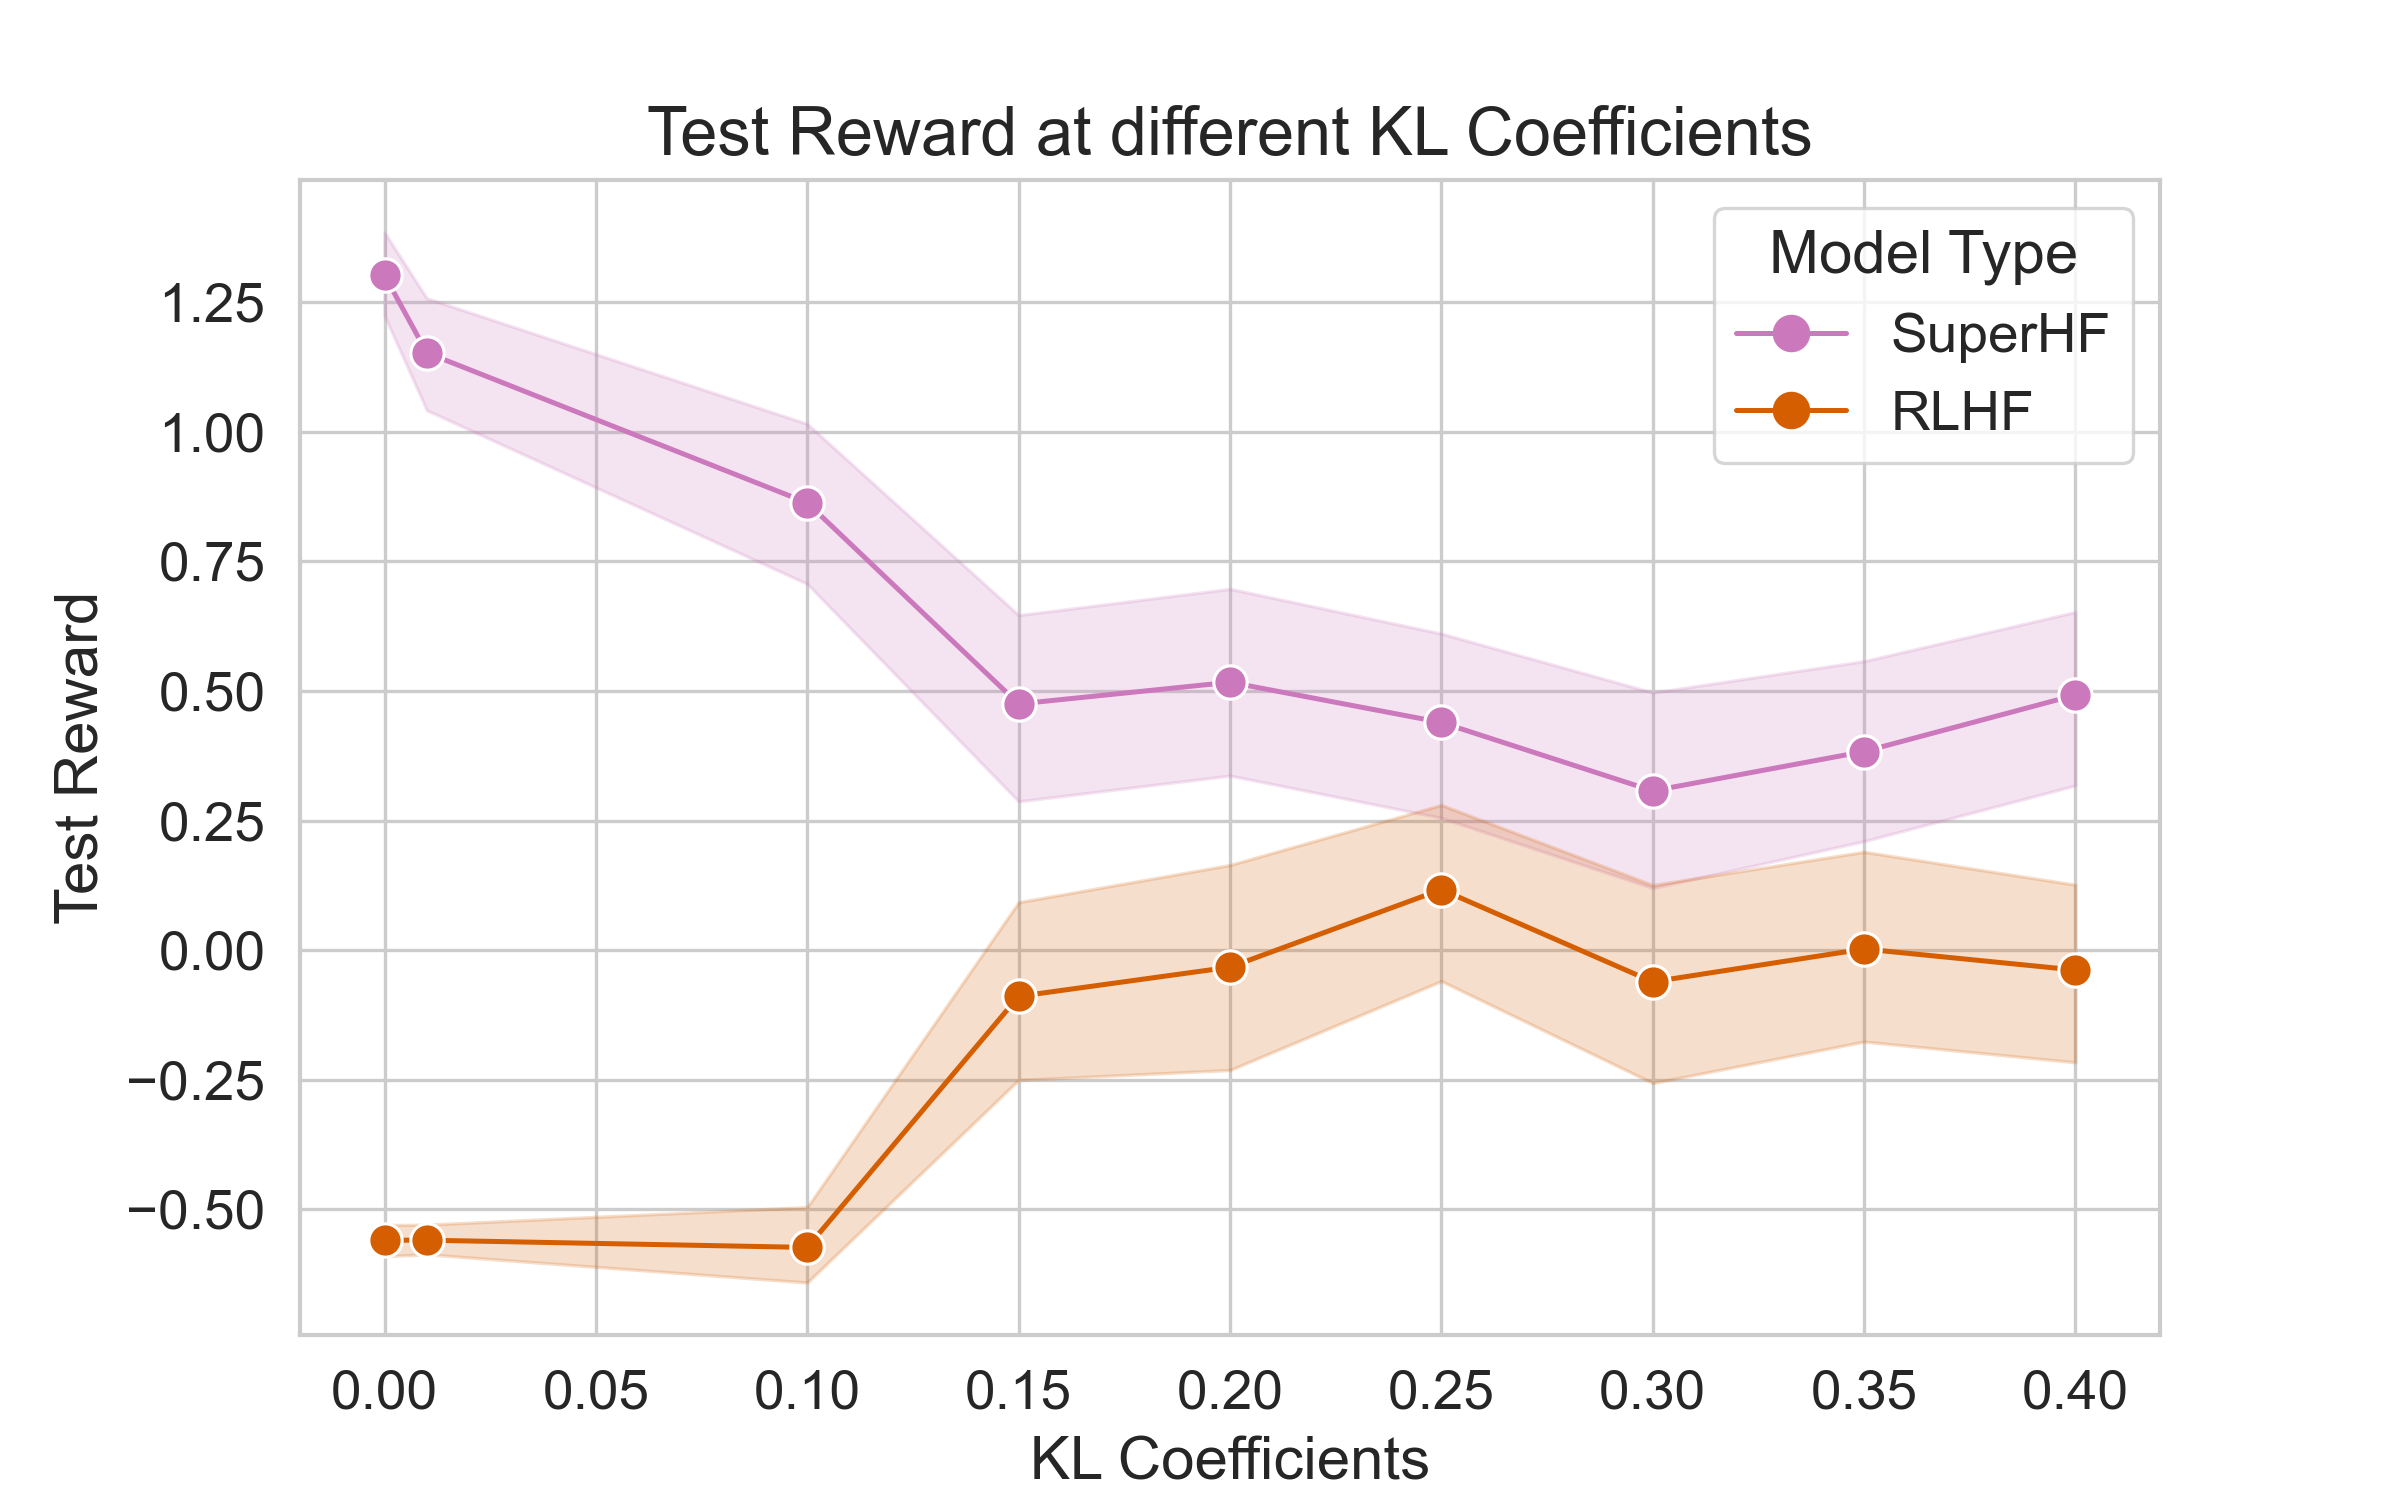 Test Reward at different KL Coefficients
Model Type
SuperHF
RLHF
Test Reward
1.25
1.00
0.75
0.50
0.25
0.00
−0.25
−0.50
0.00 0.05 0.10 0.15 0.20 0.25 0.30 0.35 0.40
KL Coefficients